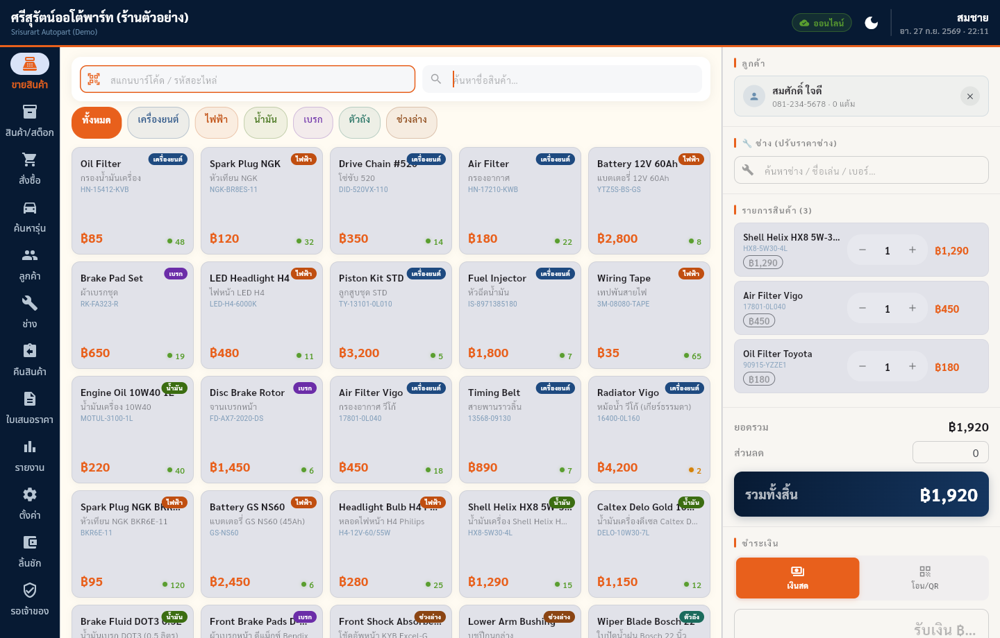 ศรีสุรัตน์ออโต้พาร์ท (ร้านตัวอย่าง)
Srisurart Autopart (Demo)
ออนไลน์
สมชาย
อา. 27 ก.ย. 2569 · 22:11
ขายสินค้า
สินค้า/สต็อก
สั่งซื้อ
ค้นหารุ่น
ลูกค้า
ช่าง
คืนสินค้า
ใบเสนอราคา
รายงาน
ตั้งค่า
ลิ้นชัก
รอเจ้าของ
สแกนบาร์โค้ด / รหัสอะไหล่
ค้นหาชื่อสินค้า...
ทั้งหมด
เครื่องยนต์
ไฟฟ้า
น้ำมัน
เบรก
ตัวถัง
ช่วงล่าง
Oil Filter
เครื่องยนต์
กรองน้ำมันเครื่อง
HN-15412-KVB
฿85
48
Spark Plug NGK
ไฟฟ้า
หัวเทียน NGK
NGK-BR8ES-11
฿120
32
Drive Chain #520
เครื่องยนต์
โซ่ขับ 520
DID-520VX-110
฿350
14
Air Filter
เครื่องยนต์
กรองอากาศ
HN-17210-KWB
฿180
22
Battery 12V 60Ah
ไฟฟ้า
แบตเตอรี่ 12V 60Ah
YTZ5S-BS-GS
฿2,800
8
Brake Pad Set
เบรก
ผ้าเบรกชุด
RK-FA323-R
฿650
19
LED Headlight H4
ไฟฟ้า
ไฟหน้า LED H4
LED-H4-6000K
฿480
11
Piston Kit STD
เครื่องยนต์
ลูกสูบชุด STD
TY-13101-0L010
฿3,200
5
Fuel Injector
เครื่องยนต์
หัวฉีดน้ำมัน
IS-8971385180
฿1,800
7
Wiring Tape
ไฟฟ้า
เทปพันสายไฟ
3M-08080-TAPE
฿35
65
Engine Oil 10W40 1L
น้ำมัน
น้ำมันเครื่อง 10W40
MOTUL-3100-1L
฿220
40
Disc Brake Rotor
เบรก
จานเบรกหน้า
FD-AX7-2020-DS
฿1,450
6
Air Filter Vigo
เครื่องยนต์
กรองอากาศ วีโก้
17801-0L040
฿450
18
Timing Belt
เครื่องยนต์
สายพานราวลิ้น
13568-09130
฿890
7
Radiator Vigo
เครื่องยนต์
หม้อน้ำ วีโก้ (เกียร์ธรรมดา)
16400-0L160
฿4,200
2
Spark Plug NGK BKR...
ไฟฟ้า
หัวเทียน NGK BKR6E-11
BKR6E-11
฿95
120
Battery GS NS60
ไฟฟ้า
แบตเตอรี่ GS NS60 (45Ah)
GS-NS60
฿2,450
6
Headlight Bulb H4 P...
ไฟฟ้า
หลอดไฟหน้า H4 Philips
H4-12V-60/55W
฿280
25
Shell Helix HX8 5W-3...
น้ำมัน
น้ำมันเครื่อง Shell Helix H...
HX8-5W30-4L
฿1,290
15
Caltex Delo Gold 10...
น้ำมัน
น้ำมันเครื่องดีเซล Caltex D...
DELO-10W30-7L
฿1,150
12
Brake Fluid DOT3 0.5L
น้ำมัน
น้ำมันเบรก DOT3 (0.5 ลิตร)
Front Brake Pads D-...
เบรก
ผ้าเบรกหน้า ดีแม็กซ์ Bendix
Front Shock Absorbe...
ช่วงล่าง
โช้คอัพหน้า KYB Excel-G
Lower Arm Bushing
ช่วงล่าง
บูชปีกนกล่าง
Wiper Blade Bosch 22
ตัวถัง
ใบปัดน้ำฝน Bosch 22 นิ้ว
ลูกค้า
สมศักดิ์ ใจดี
081-234-5678 · 0 แต้ม
ช่าง (ปรับราคาช่าง)
ค้นหาช่าง / ชื่อเล่น / เบอร์...
รายการสินค้า (3)
Shell Helix HX8 5W-3...
HX8-5W30-4L
฿1,290
1
฿1,290
Air Filter Vigo
17801-0L040
฿450
1
฿450
Oil Filter Toyota
90915-YZZE1
฿180
1
฿180
ยอดรวม
฿1,920
ส่วนลด
0
รวมทั้งสิ้น
฿1,920
ชำระเงิน
เงินสด
โอน/QR
รับเงิน ฿...